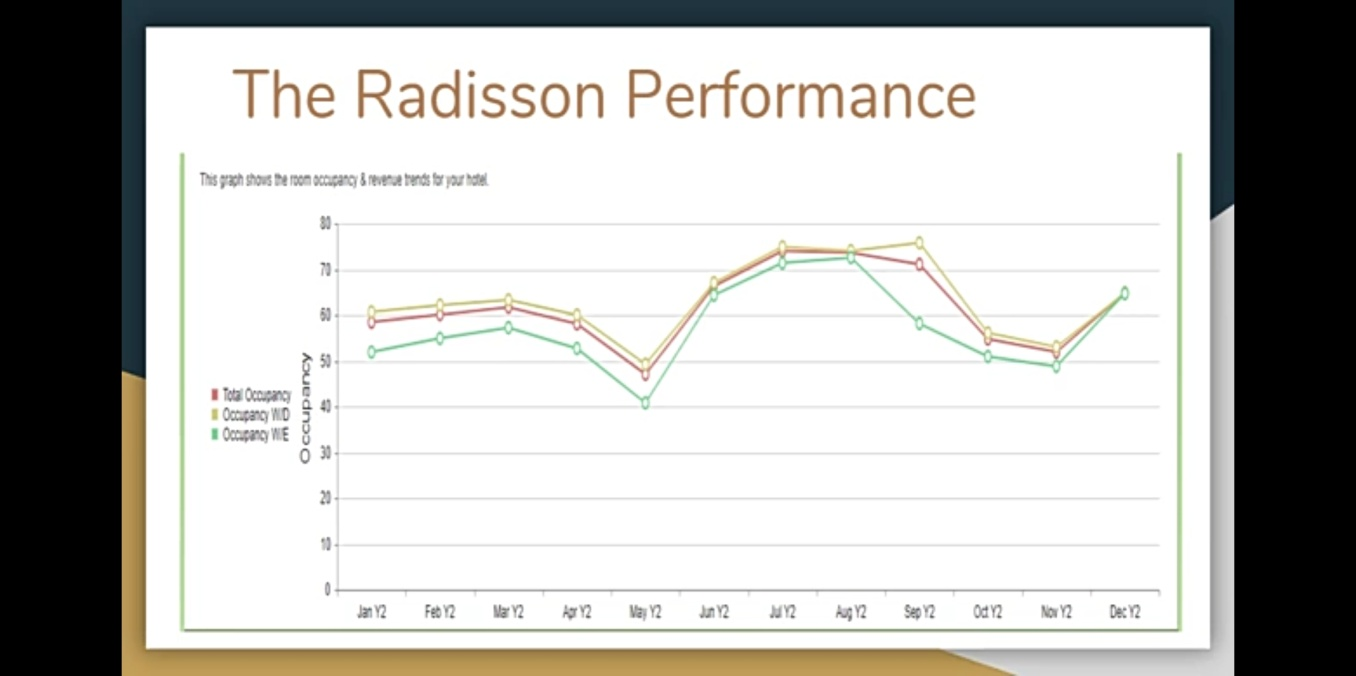 The Radisson Performance
This graph shows the room occupancy & revenue trends for your hotel.
80
70
60
50
40
30
20
10
0
Occupancy
Total Occupancy
Occupancy W/D
Occupancy W/E
Jan Y2 Feb Y2 Mar Y2 Apr Y2 May Y2 Jun Y2 Jul Y2 Aug Y2 Sep Y2 Oct Y2 Nov Y2 Dec Y2